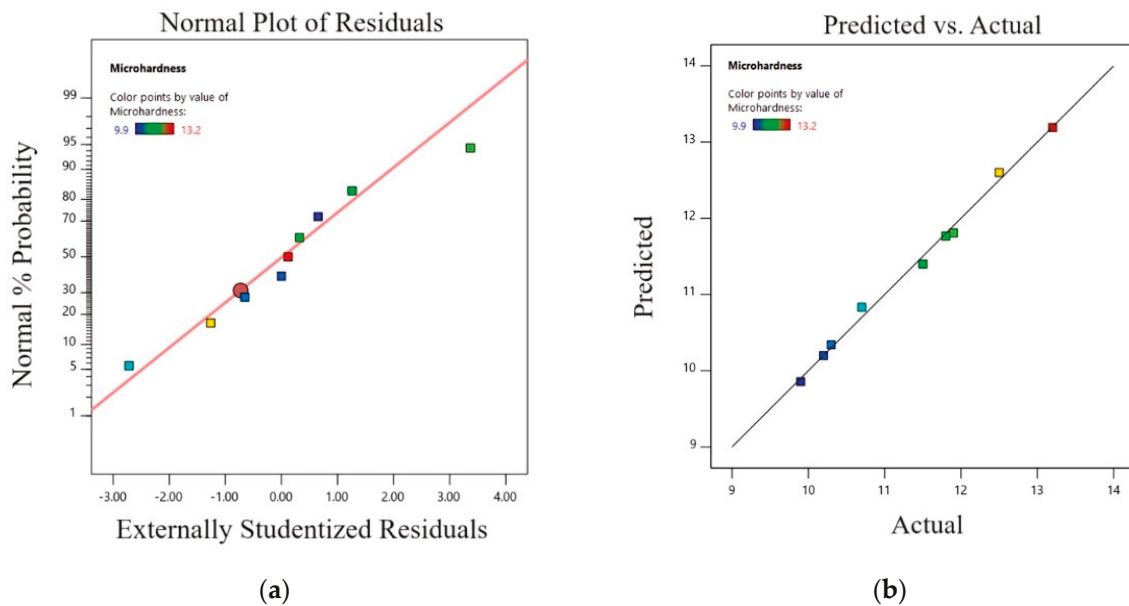 Normal Plot of Residuals
Microhardness
Color points by value of
Microhardness:
9.9 13.2
Normal % Probability
99
95
90
80
70
50
30
20
10
5
1
-3.00 -2.00 -1.00 0.00 1.00 2.00 3.00 4.00
Externally Studentized Residuals
(a)
Predicted vs. Actual
Microhardness
Color points by value of
Microhardness:
9.9 13.2
Predicted
14
13
12
11
10
9
9 10 11 12 13 14
Actual
(b)